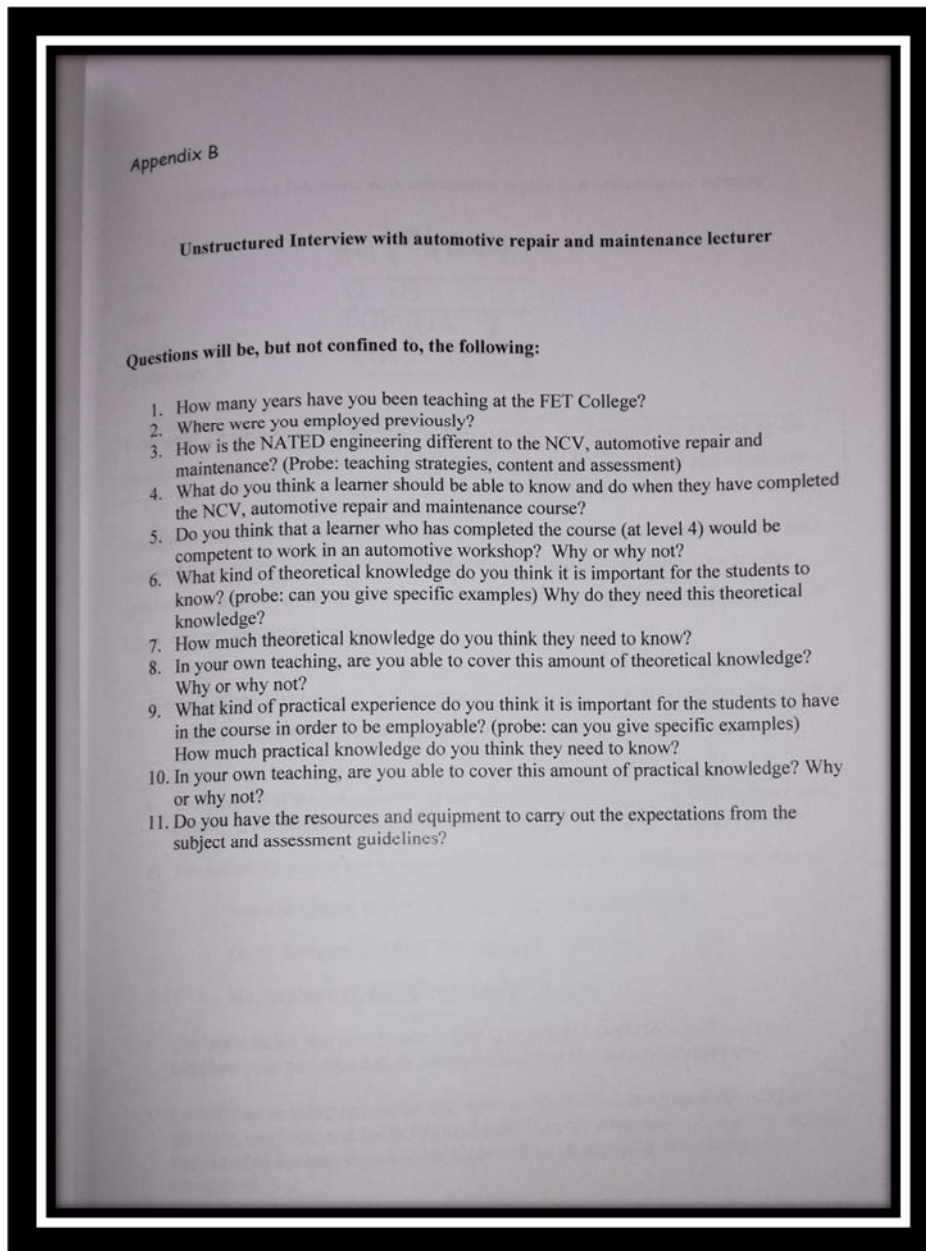 Appendix B
Unstructured Interview with automotive repair and maintenance lecturer
Questions will be, but not confined to, the following:
1. How many years have you been teaching at the FET College?
2. Where were you employed previously?
3. How is the NATED engineering different to the NCV, automotive repair and
maintenance? (Probe: teaching strategies, content and assessment)
4. What do you think a learner should be able to know and do when they have completed
the NCV, automotive repair and maintenance course?
5. Do you think that a learner who has completed the course (at level 4) would be
competent to work in an automotive workshop? Why or why not?
6. What kind of theoretical knowledge do you think it is important for the students to
know? (probe: can you give specific examples) Why do they need this theoretical
knowledge?
7. How much theoretical knowledge do you think they need to know?
8. In your own teaching, are you able to cover this amount of theoretical knowledge?
Why or why not?
9. What kind of practical experience do you think it is important for the students to have
in the course in order to be employable? (probe: can you give specific examples)
How much practical knowledge do you think they need to know?
10. In your own teaching, are you able to cover this amount of practical knowledge? Why
or why not?
11. Do you have the resources and equipment to carry out the expectations from the
subject and assessment guidelines?